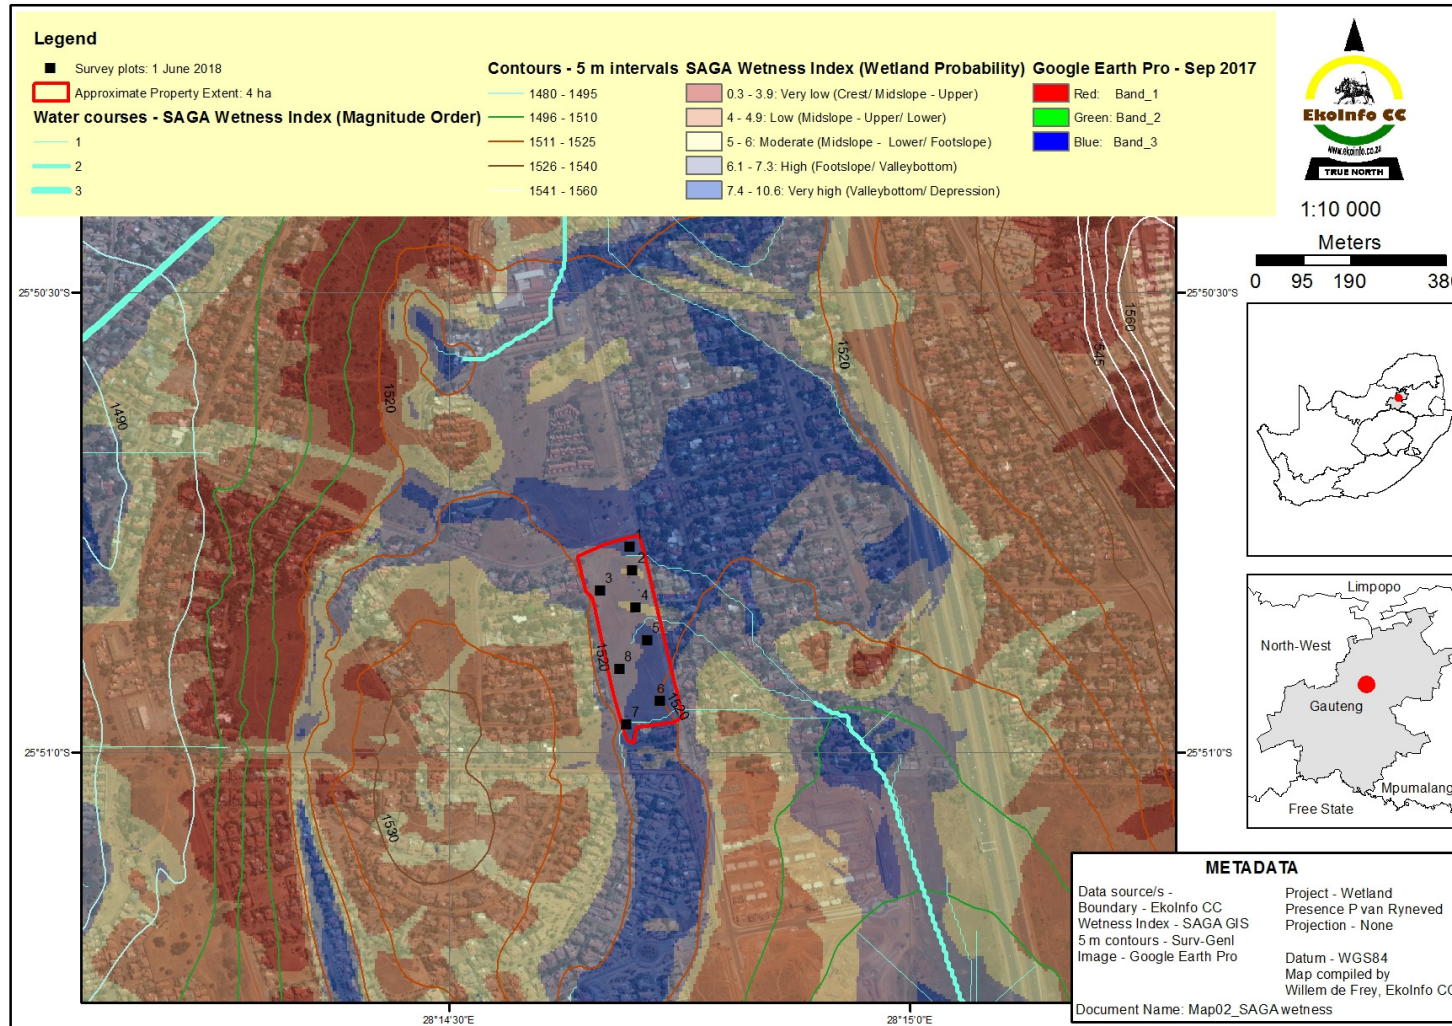 Legend
Survey plots: 1 June 2018
Approximate Property Extent: 4 ha
Water courses - SAGA Wetness Index (Magnitude Order)
1
2
3
Contours - 5 m intervals
1480 - 1495
1496 - 1510
1511 - 1525
1526 - 1540
1541 - 1560
SAGA Wetness Index (Wetland Probability)
0.3 - 3.9: Very low (Crest/ Midslope - Upper)
4 - 4.9: Low (Midslope - Upper/ Lower)
5 - 6: Moderate (Midslope - Lower/ Footslope)
6.1 - 7.3: High (Footslope/ Valleybottom)
7.4 - 10.6: Very high (Valleybottom/ Depression)
Google Earth Pro - Sep 2017
Red: Band_1
Green: Band_2
Blue: Band_3
EkoInfo CC
www.ekoinfo.co.za
TRUE NORTH
1:10 000
Meters
0 95 190 380
25°50'30"S
25°50'30"S
1560
545
1520
1520
1490
1
2
3
4
5
8
1520
6
1520
7
25°51'0"S
25°51'0"S
1530
28°14'30"E
28°15'0"E
Limpopo
North-West
Gauteng
Mpumalang
Free State
METADATA
Data source/s -
Boundary - EkoInfo CC
Wetness Index - SAGA GIS
5 m contours - Surv-Genl
Image - Google Earth Pro
Project - Wetland
Presence P van Ryneved
Projection - None
Datum - WGS84
Map compiled by
Willem de Frey, EkoInfo CC
Document Name: Map02_SAGAwetness